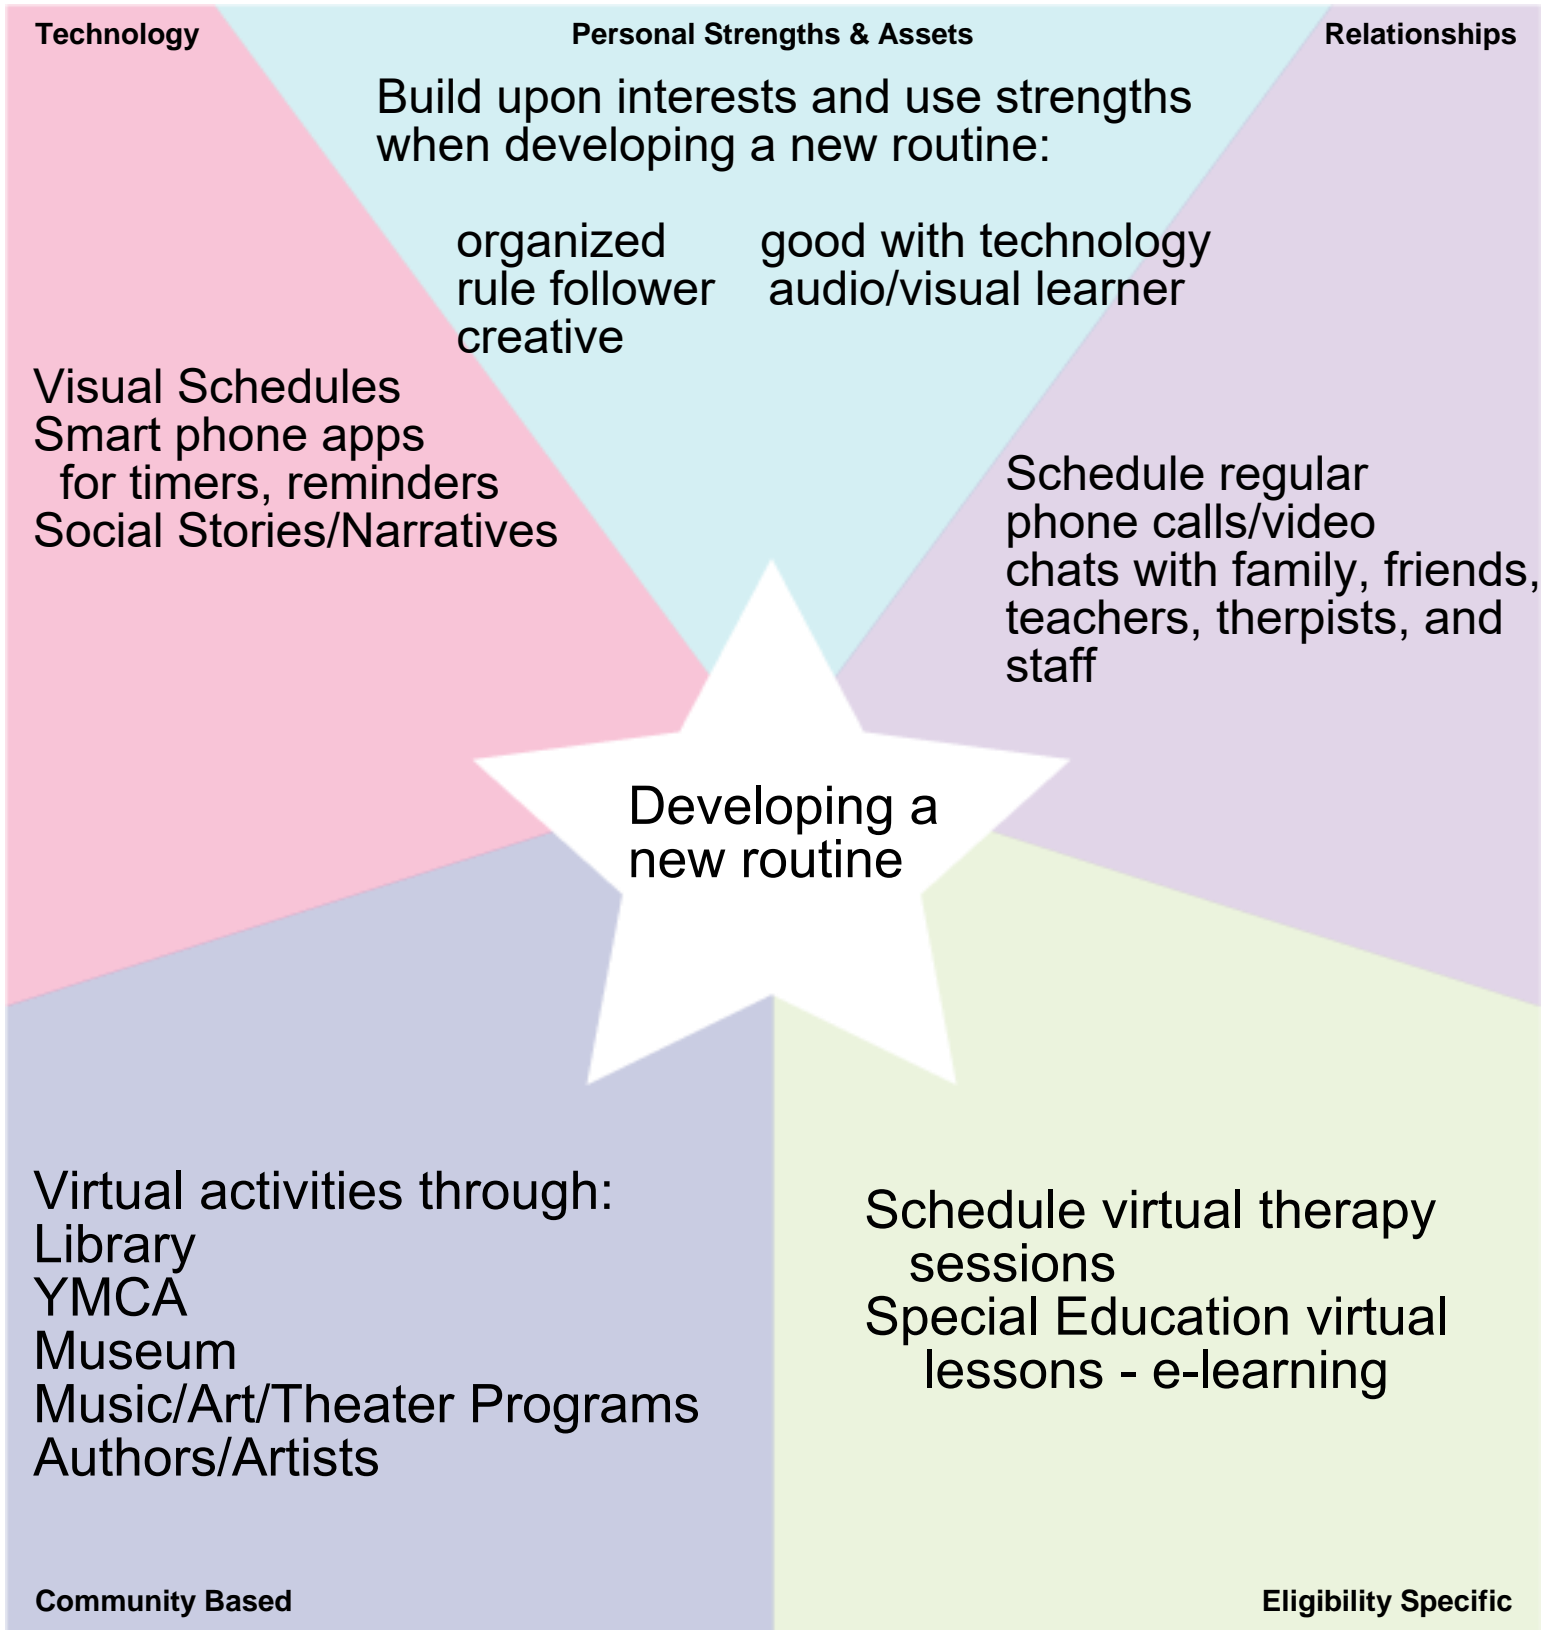 Technology
Personal Strengths & Assets
Relationships
Build upon interests and use strengths
when developing a new routine:
organized good with technology
rule follower audio/visual learner
creative
Visual Schedules
Smart phone apps
for timers, reminders
Social Stories/Narratives
Schedule regular
phone calls/video
chats with family, friends,
teachers, therpists, and
staff
Developing a
new routine
Virtual activities through:
Library
YMCA
Museum
Music/Art/Theater Programs
Authors/Artists
Schedule virtual therapy
sessions
Special Education virtual
lessons - e-learning
Community Based
Eligibility Specific